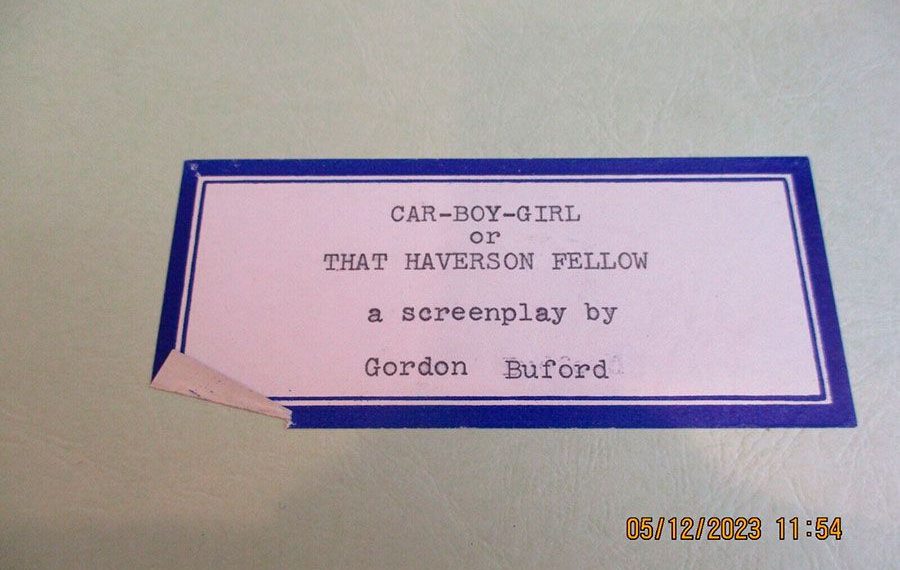 CAR-BOY-GIRL
or
THAT HAVERSON FELLOW
a screenplay by
Gordon Buford
05/12/2023 11:54